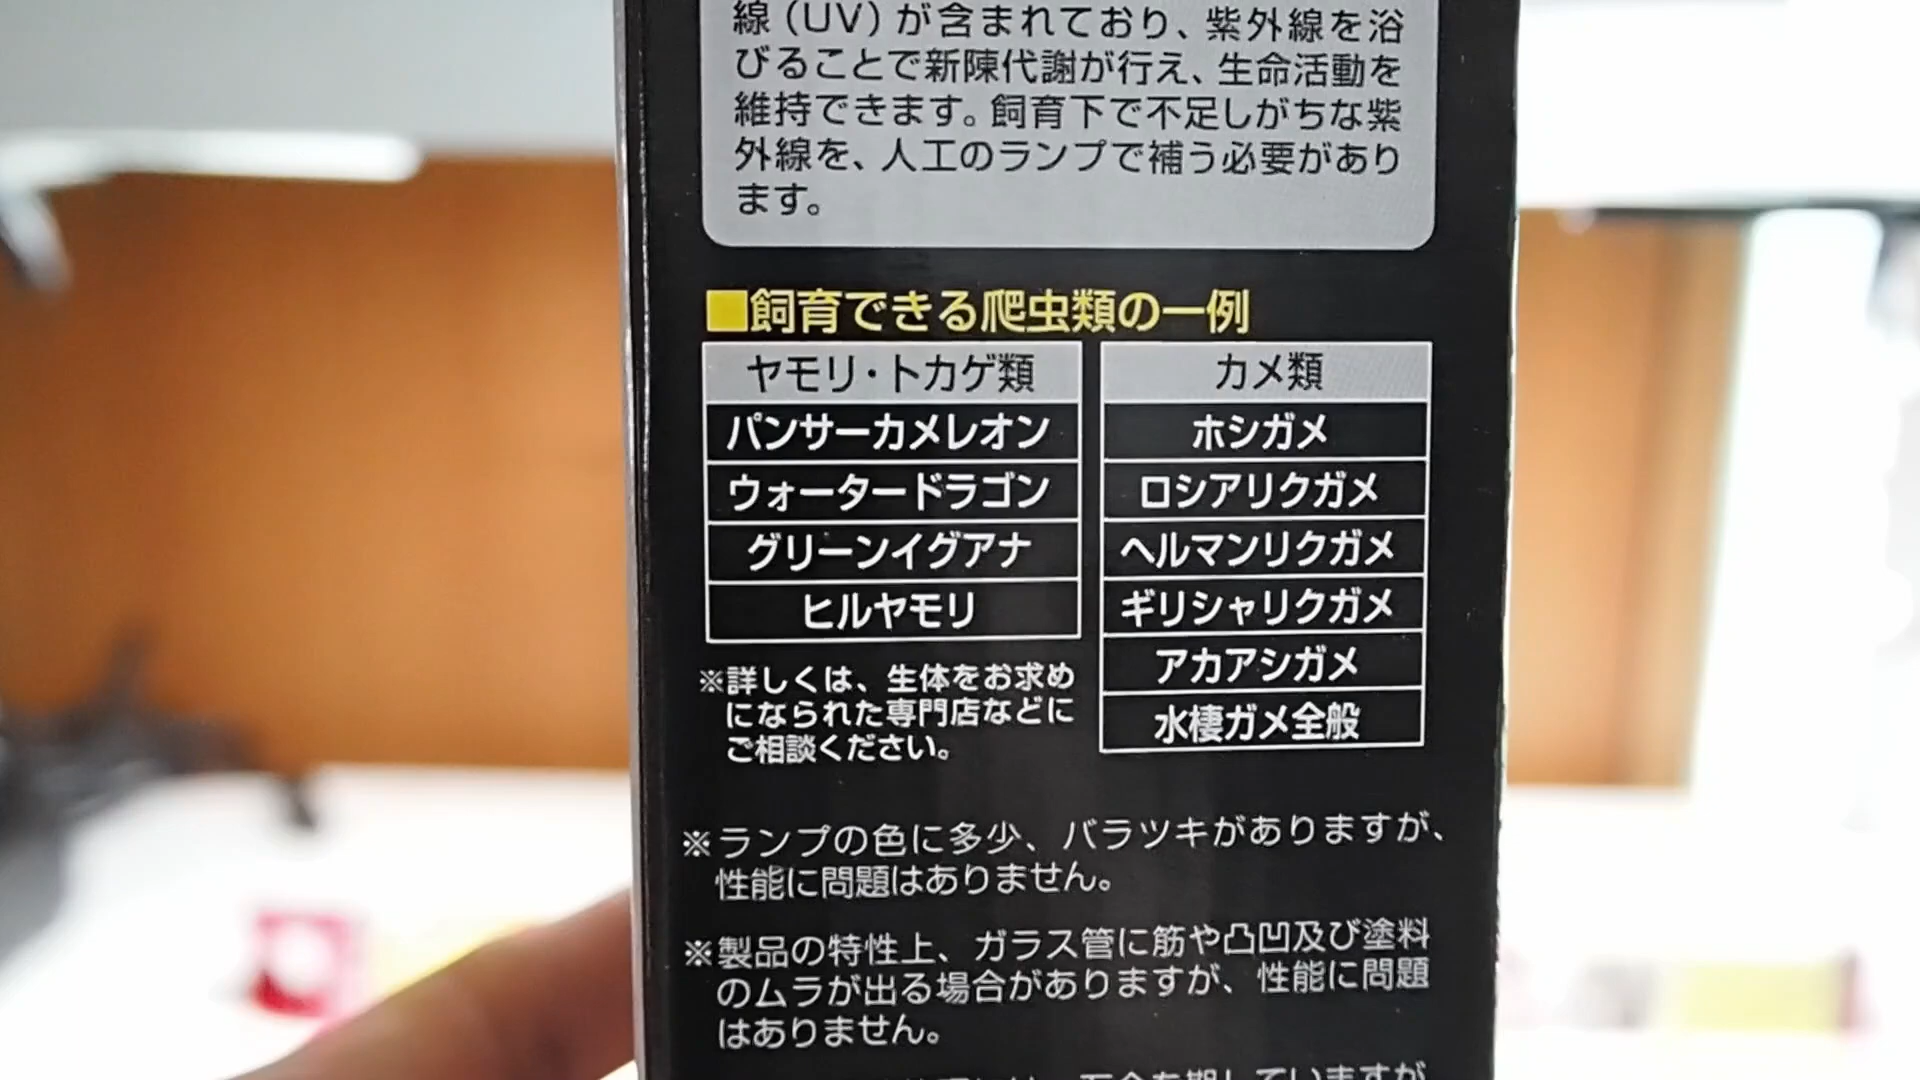 線(UV)が含まれており、紫外線を浴
びることで新陳代謝が行え、生命活動を
維持できます。飼育下で不足しがちな紫
外線を、人工のランプで補う必要があり
ます。
■飼育できる爬虫類の一例
ヤモリ・トカゲ類
パンサーカメレオン
ウォータードラゴン
グリーンイグアナ
ヒルヤモリ
※詳しくは、生体をお求め
になられた専門店などに
ご相談ください。
カメ類
ホシガメ
ロシアリクガメ
ヘルマンリクガメ
ギリシャリクガメ
アカアシガメ
水棲ガメ全般
※ランプの色に多少、バラツキがありますが、
性能に問題はありません。
※製品の特性上、ガラス管に筋や凸凹及び塗料
のムラが出る場合がありますが、性能に問題
はありません。